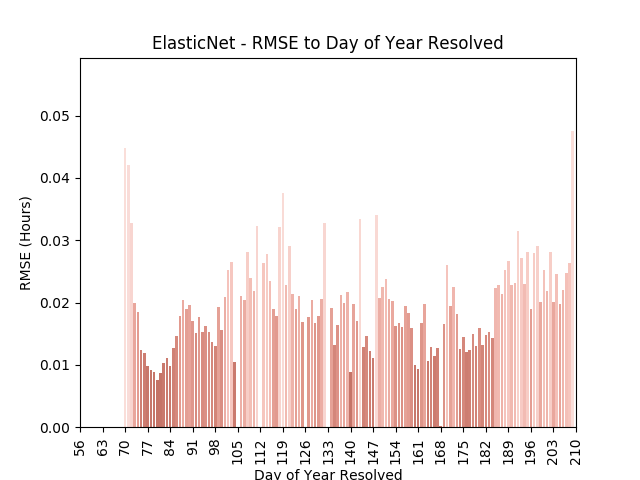 ElasticNet - RMSE to Day of Year Resolved
RMSE (Hours)
0.05
0.04
0.03
0.02
0.01
0.00
56 63 70 77 84 91 98 105 112 119 126 133 140 147 154 161 168 175 182 189 196 203 210
Day of Year Resolved